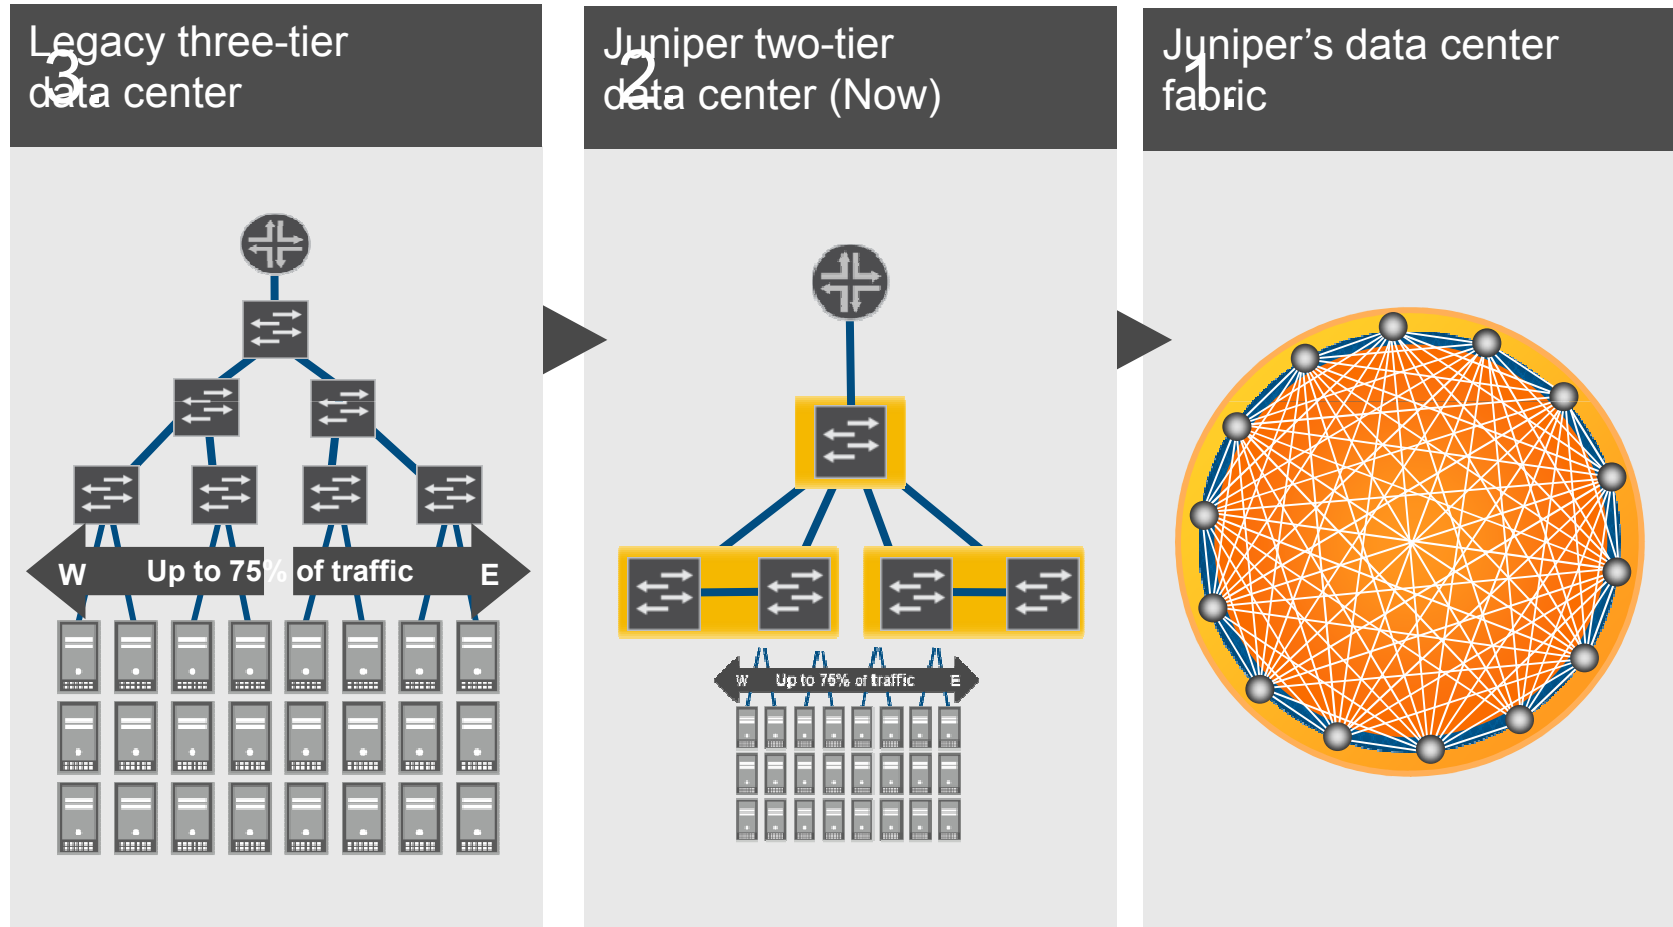 Legacy three-tier
data center
3.
Juniper two-tier
data center (Now)
2.
Juniper’s data center
fabric
1.
W Up to 75% of traffic E
W Up to 75% of traffic E